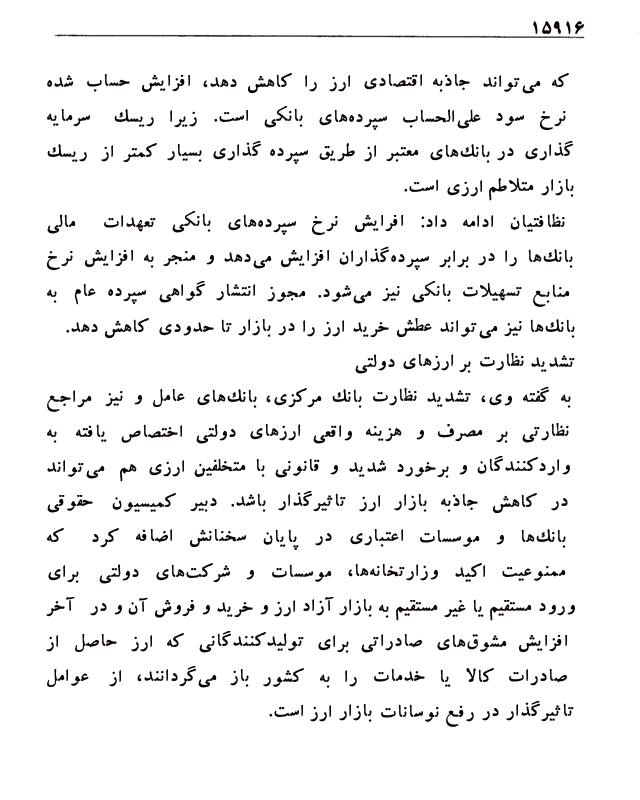 ۱۵۹۱۶
که می‌تواند جاذبه اقتصادی ارز را کاهش دهد، افزایش حساب شده
نرخ سود علی‌الحساب سپرده‌های بانکی است. زیرا ریسك سرمایه
گذاری در بانك‌های معتبر از طریق سپرده گذاری بسیار کمتر از ریسك
بازار متلاطم ارزی است.
نظافتیان ادامه داد: افرایش نرخ سپرده‌های بانکی تعهدات مالی
بانك‌ها را در برابر سپرده‌گذاران افزایش می‌دهد و منجر به افزایش نرخ
منابع تسهیلات بانکی نیز می‌شود. مجوز انتشار گواهی سپرده عام به
بانك‌ها نیز می‌تواند عطش خرید ارز را در بازار تا حدودی کاهش دهد.
تشدید نظارت بر ارزهای دولتی
به گفته وی، تشدید نظارت بانك مرکزی، بانك‌های عامل و نیز مراجع
نظارتی بر مصرف و هزینه واقعی ارزهای دولتی اختصاص یافته به
واردکنندگان و برخورد شدید و قانونی با متخلفین ارزی هم می‌تواند
در کاهش جاذبه بازار ارز تاثیرگذار باشد. دبیر کمیسیون حقوقی
بانك‌ها و موسسات اعتباری در پایان سخنانش اضافه کرد که
ممنوعیت اکید وزارتخانه‌ها، موسسات و شرکت‌های دولتی برای
ورود مستقیم یا غیر مستقیم به بازار آزاد ارز و خرید و فروش آن و در آخر
افزایش مشوق‌های صادراتی برای تولیدکنندگانی که ارز حاصل از
صادرات کالا یا خدمات را به کشور باز می‌گردانند، از عوامل
تاثیرگذار در رفع نوسانات بازار ارز است.